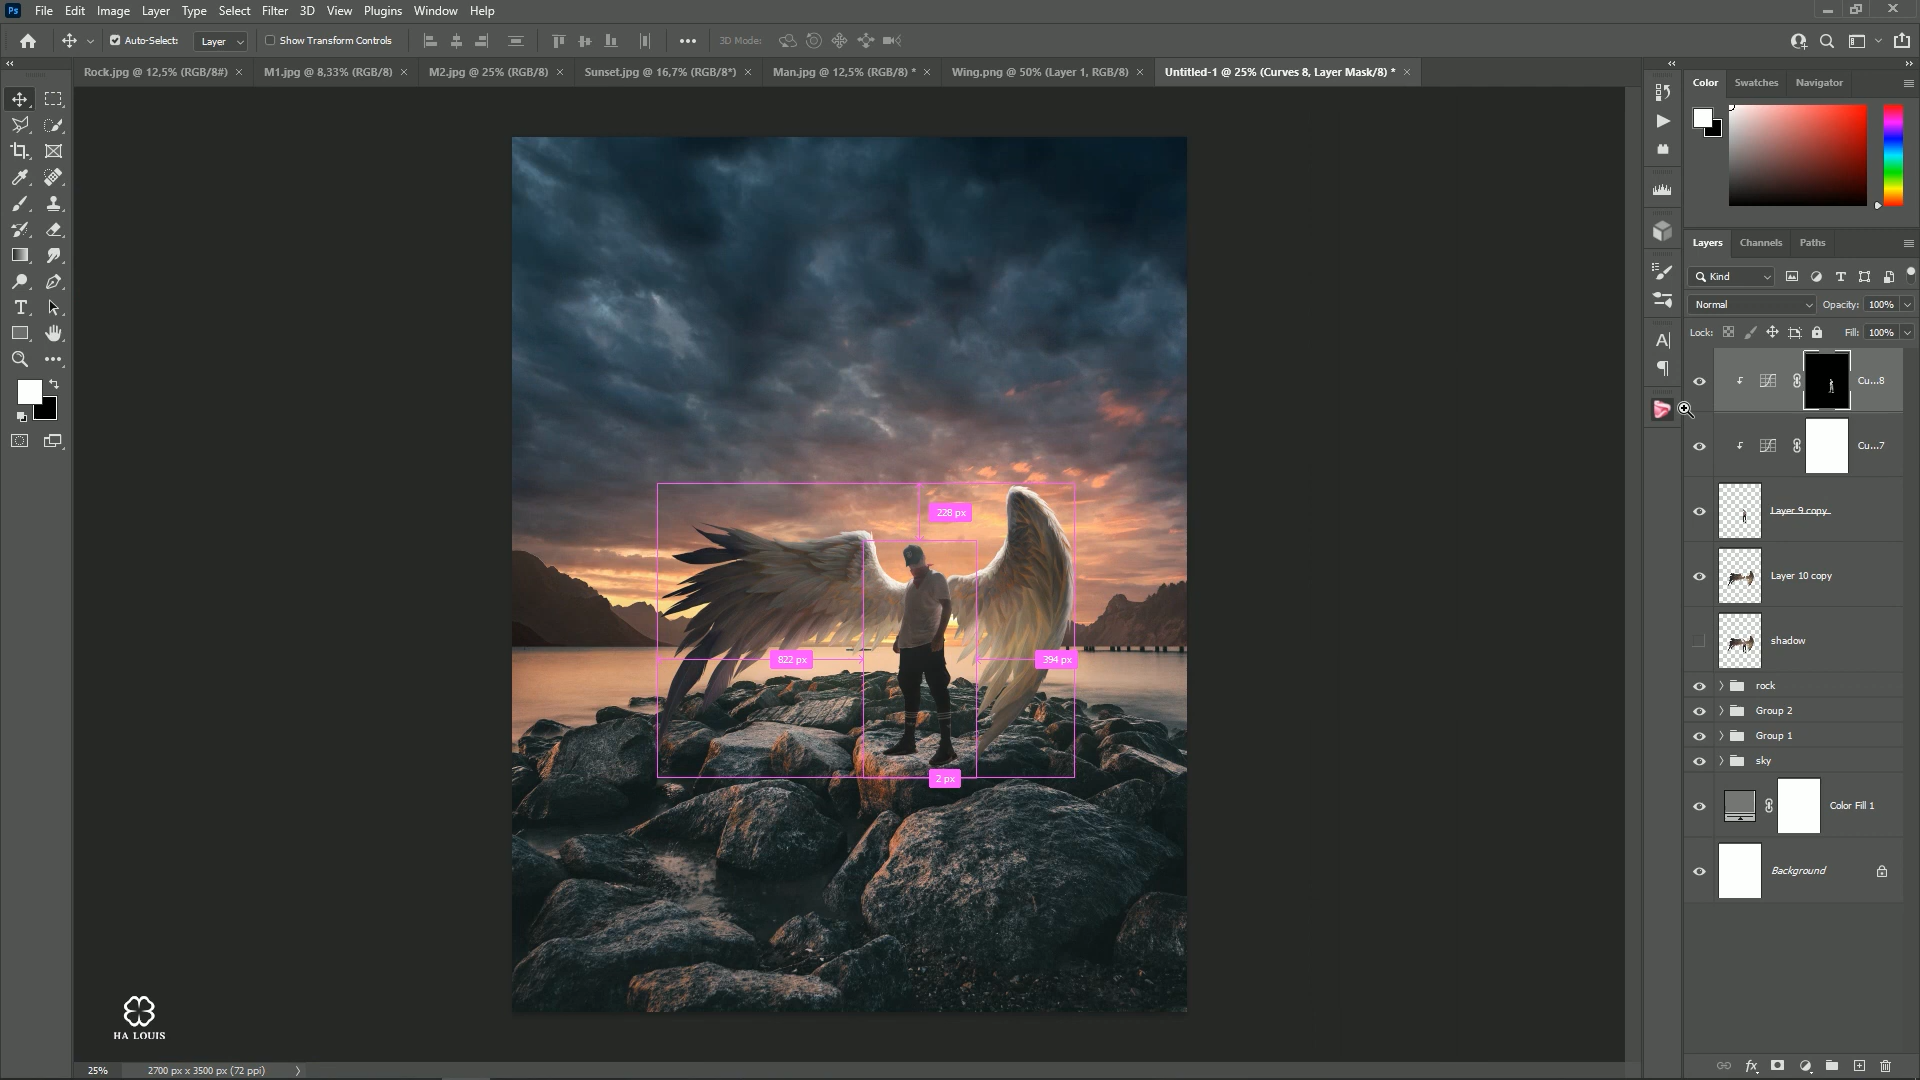 Ps File Edit Image Layer Type Select Filter 3D View Plugins Window Help
Auto-Select: Layer Show Transform Controls 3D Mode:
Rock.jpg @ 12,5% (RGB/8#) M1.jpg @ 8,33% (RGB/8) M2.jpg @ 25% (RGB/8) Sunset.jpg @ 16,7% (RGB/8*) Man.jpg @ 12,5% (RGB/8) * Wing.png @ 50% (Layer 1, RGB/8) Untitled-1 @ 25% (Curves 8, Layer Mask/8) *
Color Swatches Navigator
Layers Channels Paths
Kind
Normal Opacity: 100%
Lock: Fill: 100%
Cu...8
Cu...7
Layer 9 copy
Layer 10 copy
shadow
rock
Group 2
Group 1
sky
Color Fill 1
Background
228 px
822 px
394 px
2 px
HA LOUIS
25% 2700 px x 3500 px (72 ppi)